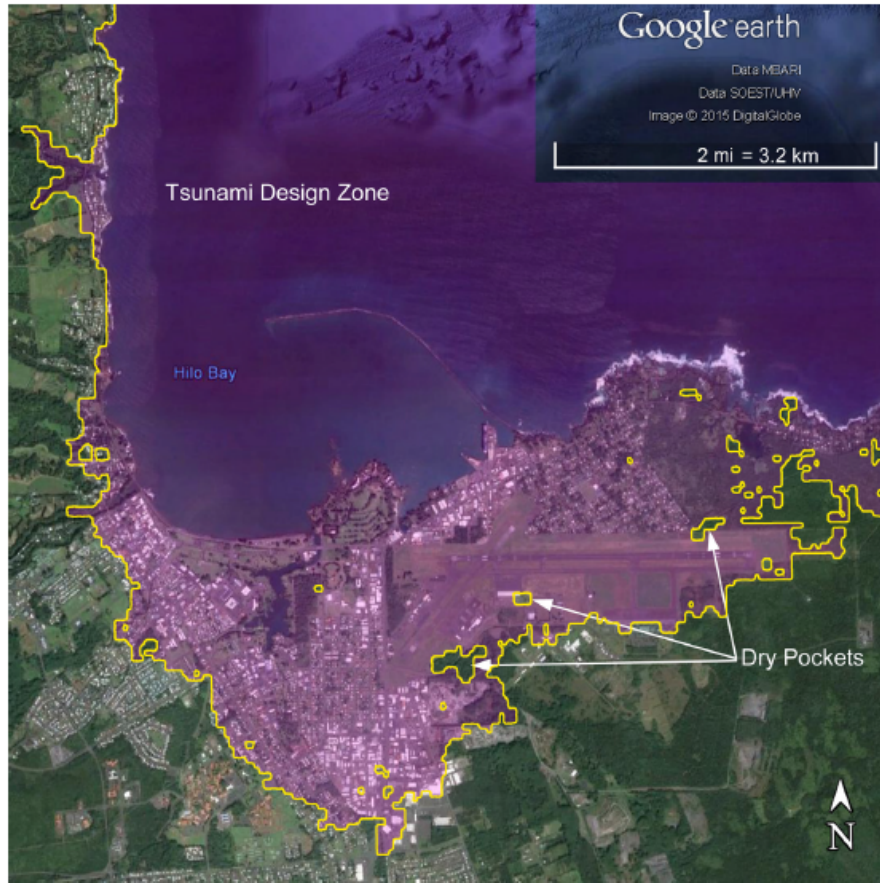 Google earth
Data MBARI
Data SOEST/UHM
Image © 2015 DigitalGlobe
2 mi = 3.2 km
Tsunami Design Zone
Hilo Bay
Dry Pockets
N